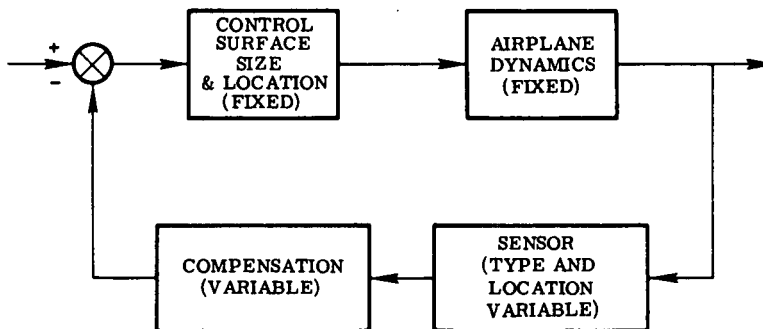 CONTROL
SURFACE
SIZE
& LOCATION
(FIXED)
AIRPLANE
DYNAMICS
(FIXED)
+
-
COMPENSATION
(VARIABLE)
SENSOR
(TYPE AND
LOCATION
VARIABLE)